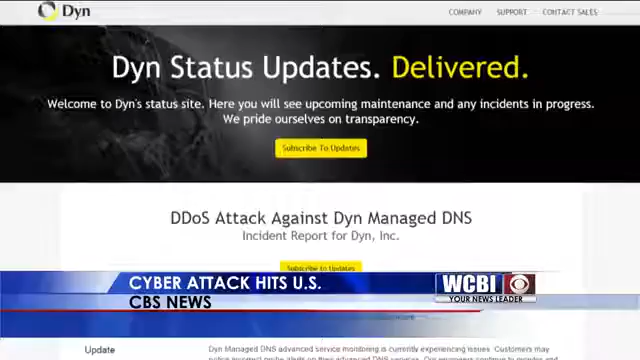 Dyn
COMPANY SUPPORT CONTACT SALES
Dyn Status Updates. Delivered.
Welcome to Dyn's status site. Here you will see upcoming maintenance and any incidents in progress.
We pride ourselves on transparency.
Subscribe To Updates
DDoS Attack Against Dyn Managed DNS
Incident Report for Dyn, Inc.
Subscribe to Updates
CYBER ATTACK HITS U.S.
CBS NEWS
WCBI
YOUR NEWS LEADER
Update
Dyn Managed DNS advanced service monitoring is currently experiencing issues. Customers may